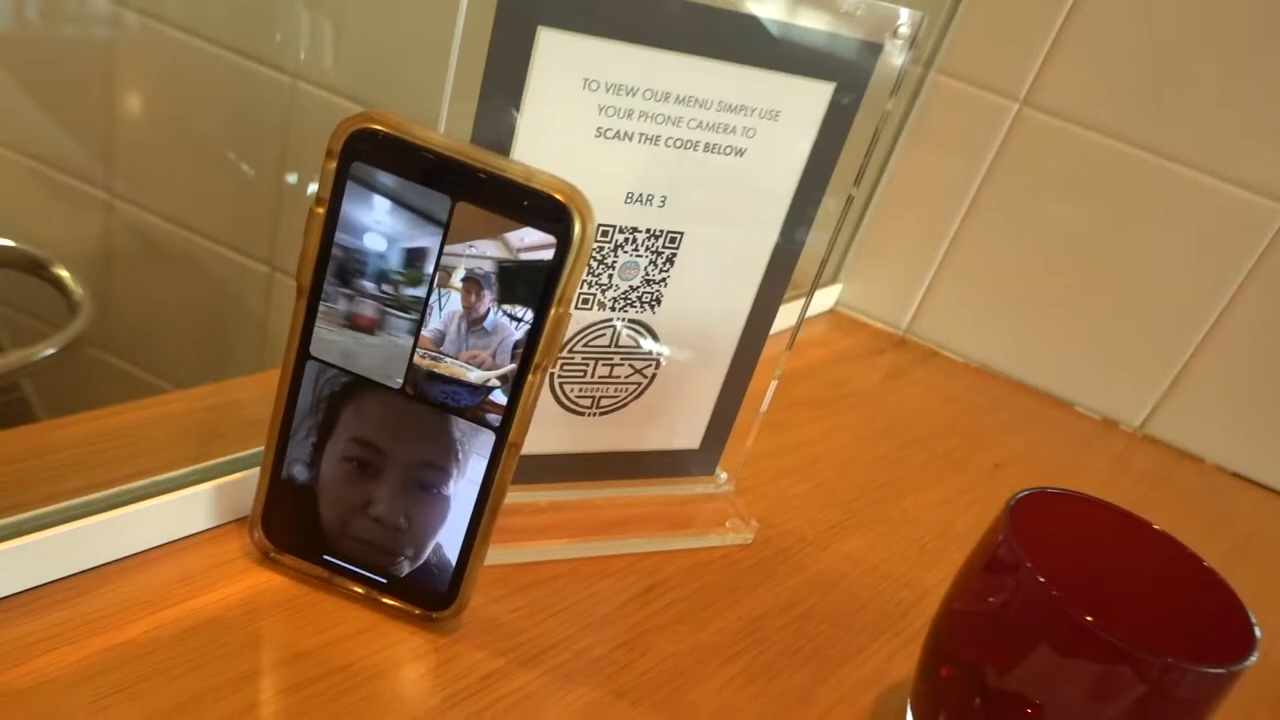 TO VIEW OUR MENU SIMPLY USE
YOUR PHONE CAMERA TO
SCAN THE CODE BELOW
BAR 3
STIX
A NOODLE BAR